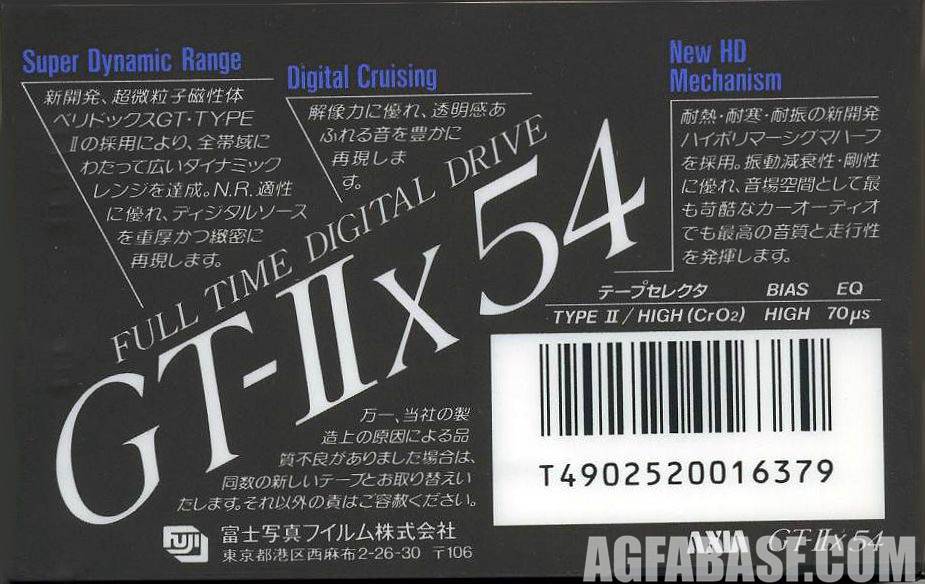 Super Dynamic Range
新開発、超微粒子磁性体
ベリドックスGT・TYPE
Ⅱの採用により、全帯域に
わたって広いダイナミック
レンジを達成。N.R.適性
に優れ、ディジタルソース
を重厚かつ緻密に
再現します。
Digital Cruising
解像力に優れ、透明感あ
ふれる音を豊かに
再現しま
す。
New HD
Mechanism
耐熱・耐寒・耐振の新開発
ハイポリマーシグマハーフ
を採用。振動減衰性・剛性
に優れ、音場空間として最
も苛酷なカーオーディオ
でも最高の音質と走行性
を発揮します。
FULL TIME DIGITAL DRIVE
GT-IIx 54
テープセレクタ BIAS EQ
TYPE Ⅱ/HIGH (CrO2) HIGH 70μs
T4902520016379
万一、当社の製
造上の原因による品
質不良がありました場合は、
同数の新しいテープとお取り替えい
たします。それ以外の責はご容赦ください。
FUJI 富士写真フイルム株式会社
東京都港区西麻布2-26-30 〒106
AXIA GT-IIx 54
AGFABASF.COM